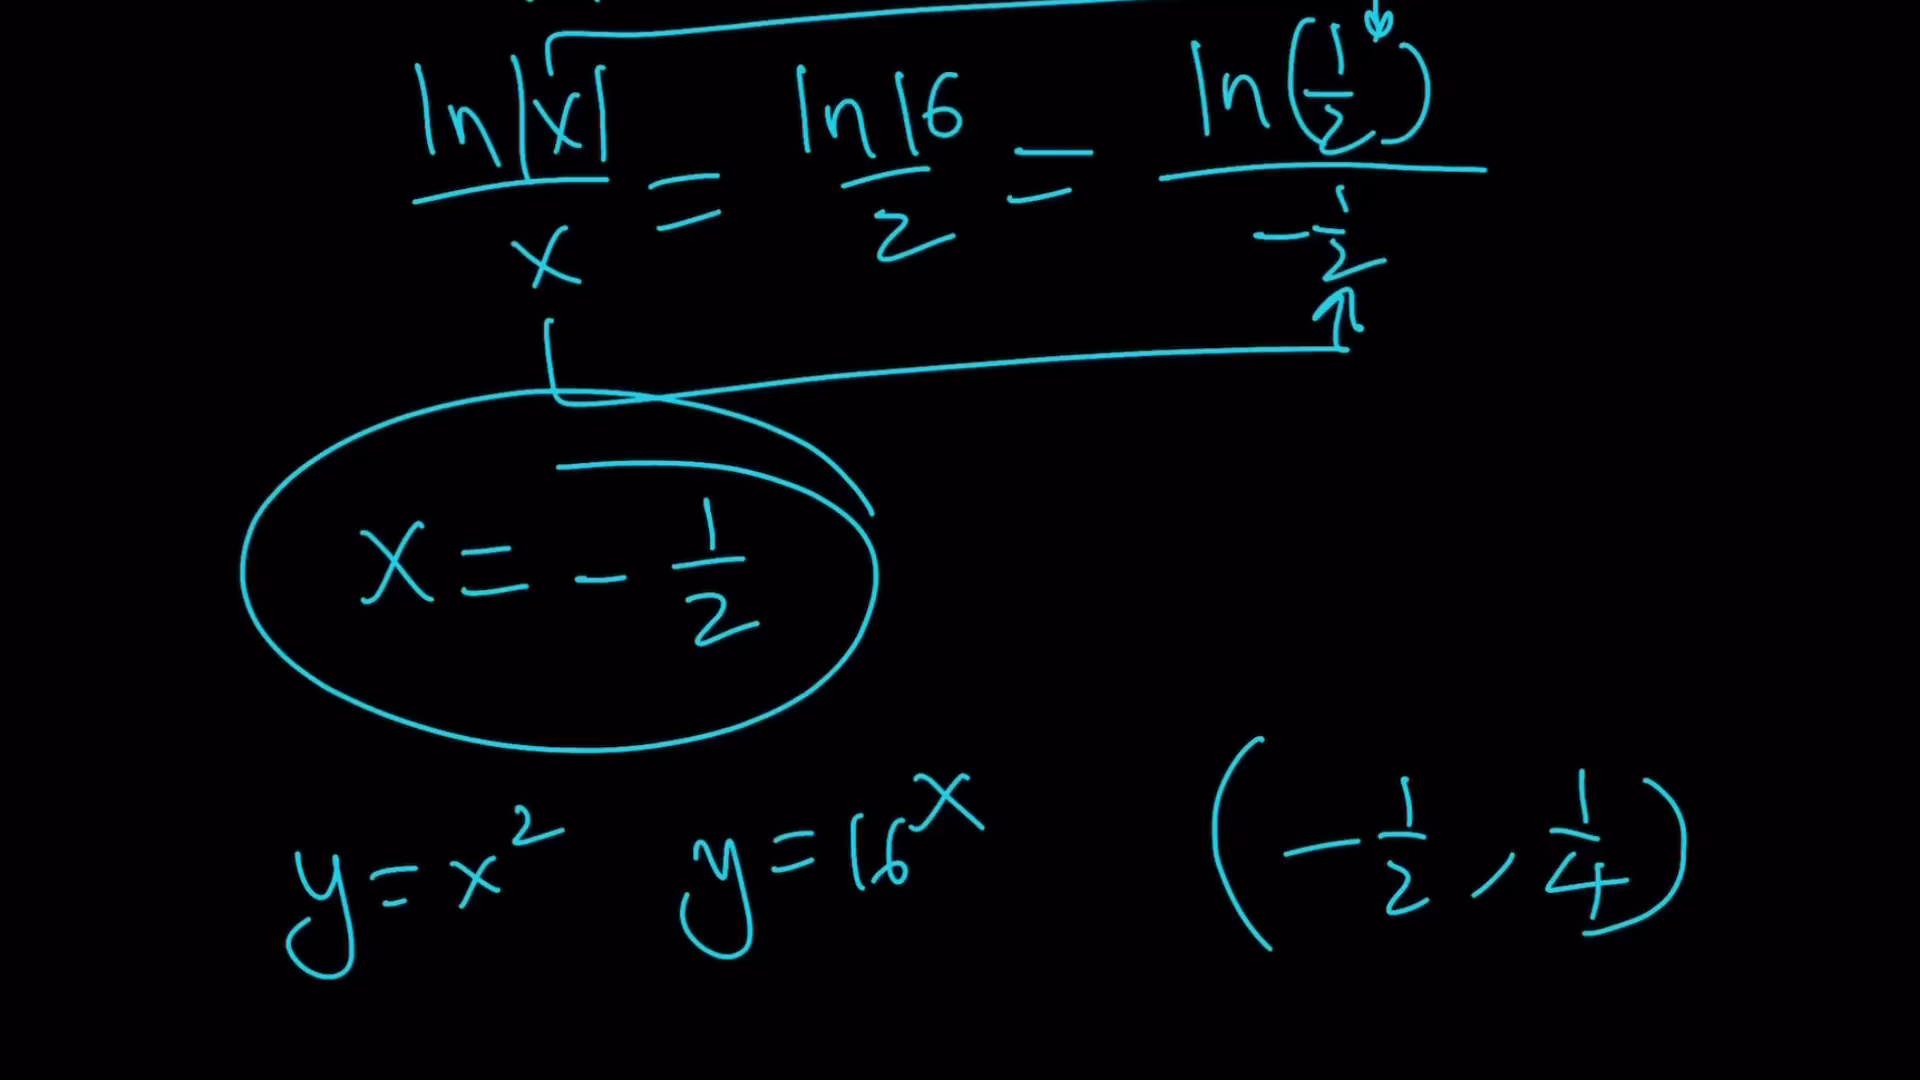 ln|x|/x = ln16/2 = ln(1/2)/-1/2
x = -1/2
y = x² y = 16^x (-1/2, 1/4)